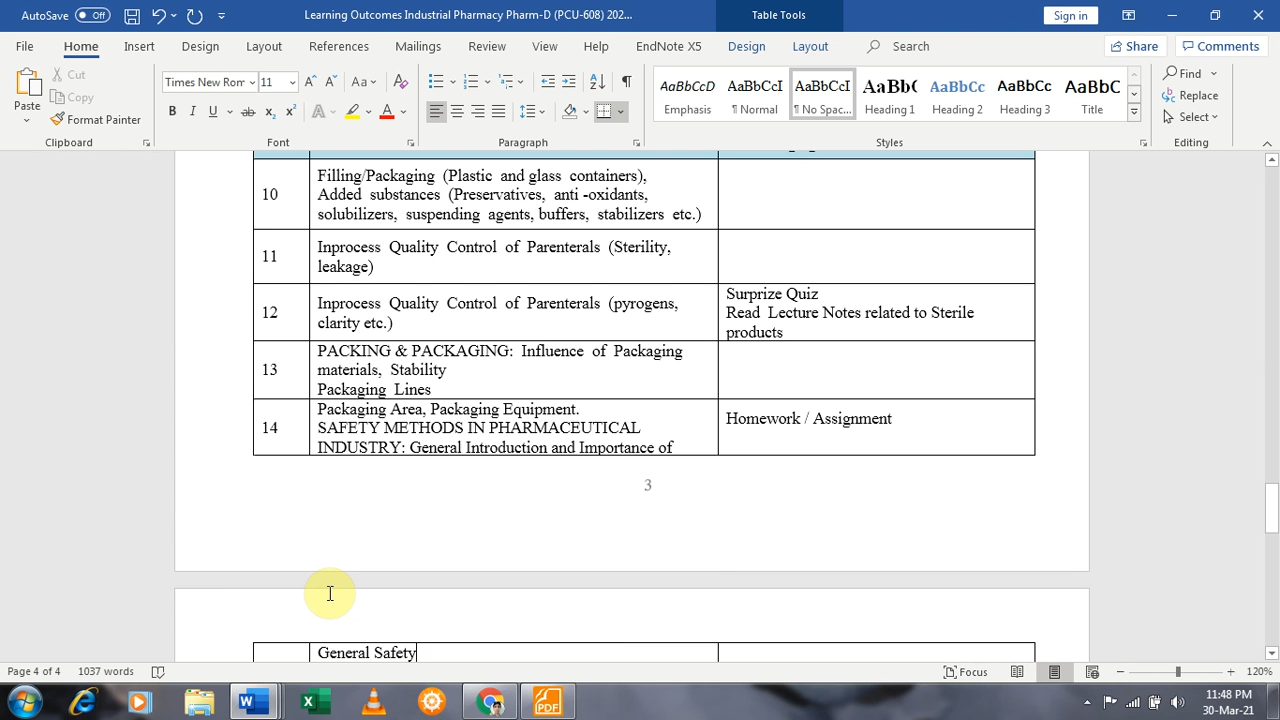 AutoSave Off
Learning Outcomes Industrial Pharmacy Pharm-D (PCU-608) 202...
Table Tools
Sign in
File Home Insert Design Layout References Mailings Review View Help EndNote X5 Design Layout Search Share Comments
Paste
Cut
Copy
Format Painter
Clipboard
Times New Rom 11
Font
Paragraph
AaBbCcD AaBbCcI AaBbCcI AaBb( AaBbCc AaBbCc AaBbCc
Emphasis ¶ Normal ¶ No Spac... Heading 1 Heading 2 Heading 3 Title
Styles
Find
Replace
Select
Editing
10
Filling/Packaging (Plastic and glass containers),
Added substances (Preservatives, anti -oxidants,
solubilizers, suspending agents, buffers, stabilizers etc.)
11
Inprocess Quality Control of Parenterals (Sterility,
leakage)
12
Inprocess Quality Control of Parenterals (pyrogens,
clarity etc.)
Surprize Quiz
Read Lecture Notes related to Sterile
products
13
PACKING & PACKAGING: Influence of Packaging
materials, Stability
Packaging Lines
14
Packaging Area, Packaging Equipment.
SAFETY METHODS IN PHARMACEUTICAL
INDUSTRY: General Introduction and Importance of
Homework / Assignment
3
General Safety
Page 4 of 4 1037 words
Focus
120%
11:48 PM
30-Mar-21